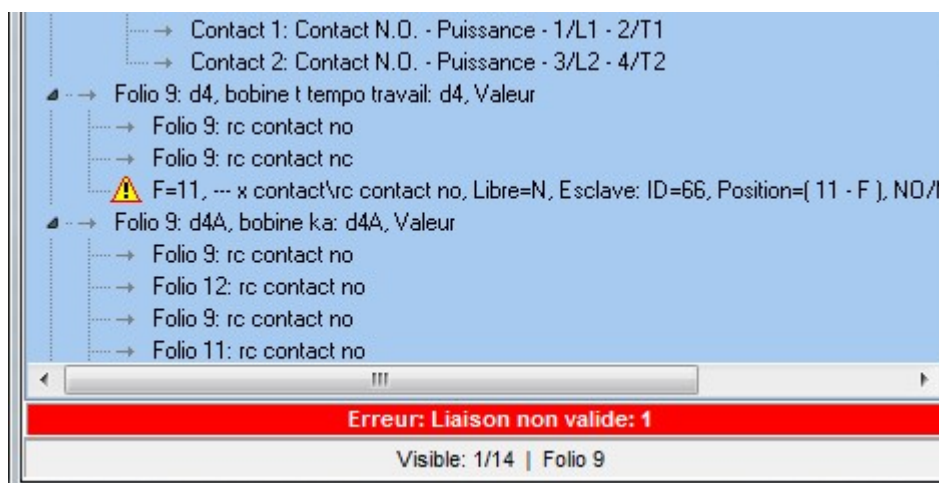 Contact 1: Contact N.O. - Puissance - 1/L1 - 2/T1
Contact 2: Contact N.O. - Puissance - 3/L2 - 4/T2
Folio 9: d4, bobine t tempo travail: d4, Valeur
Folio 9: rc contact no
Folio 9: rc contact nc
F=11, --- x contact\rc contact no, Libre=N, Esclave: ID=66, Position=( 11 - F ), NO/
Folio 9: d4A, bobine ka: d4A, Valeur
Folio 9: rc contact no
Folio 12: rc contact no
Folio 9: rc contact no
Folio 11: rc contact no
Erreur: Liaison non valide: 1
Visible: 1/14 | Folio 9